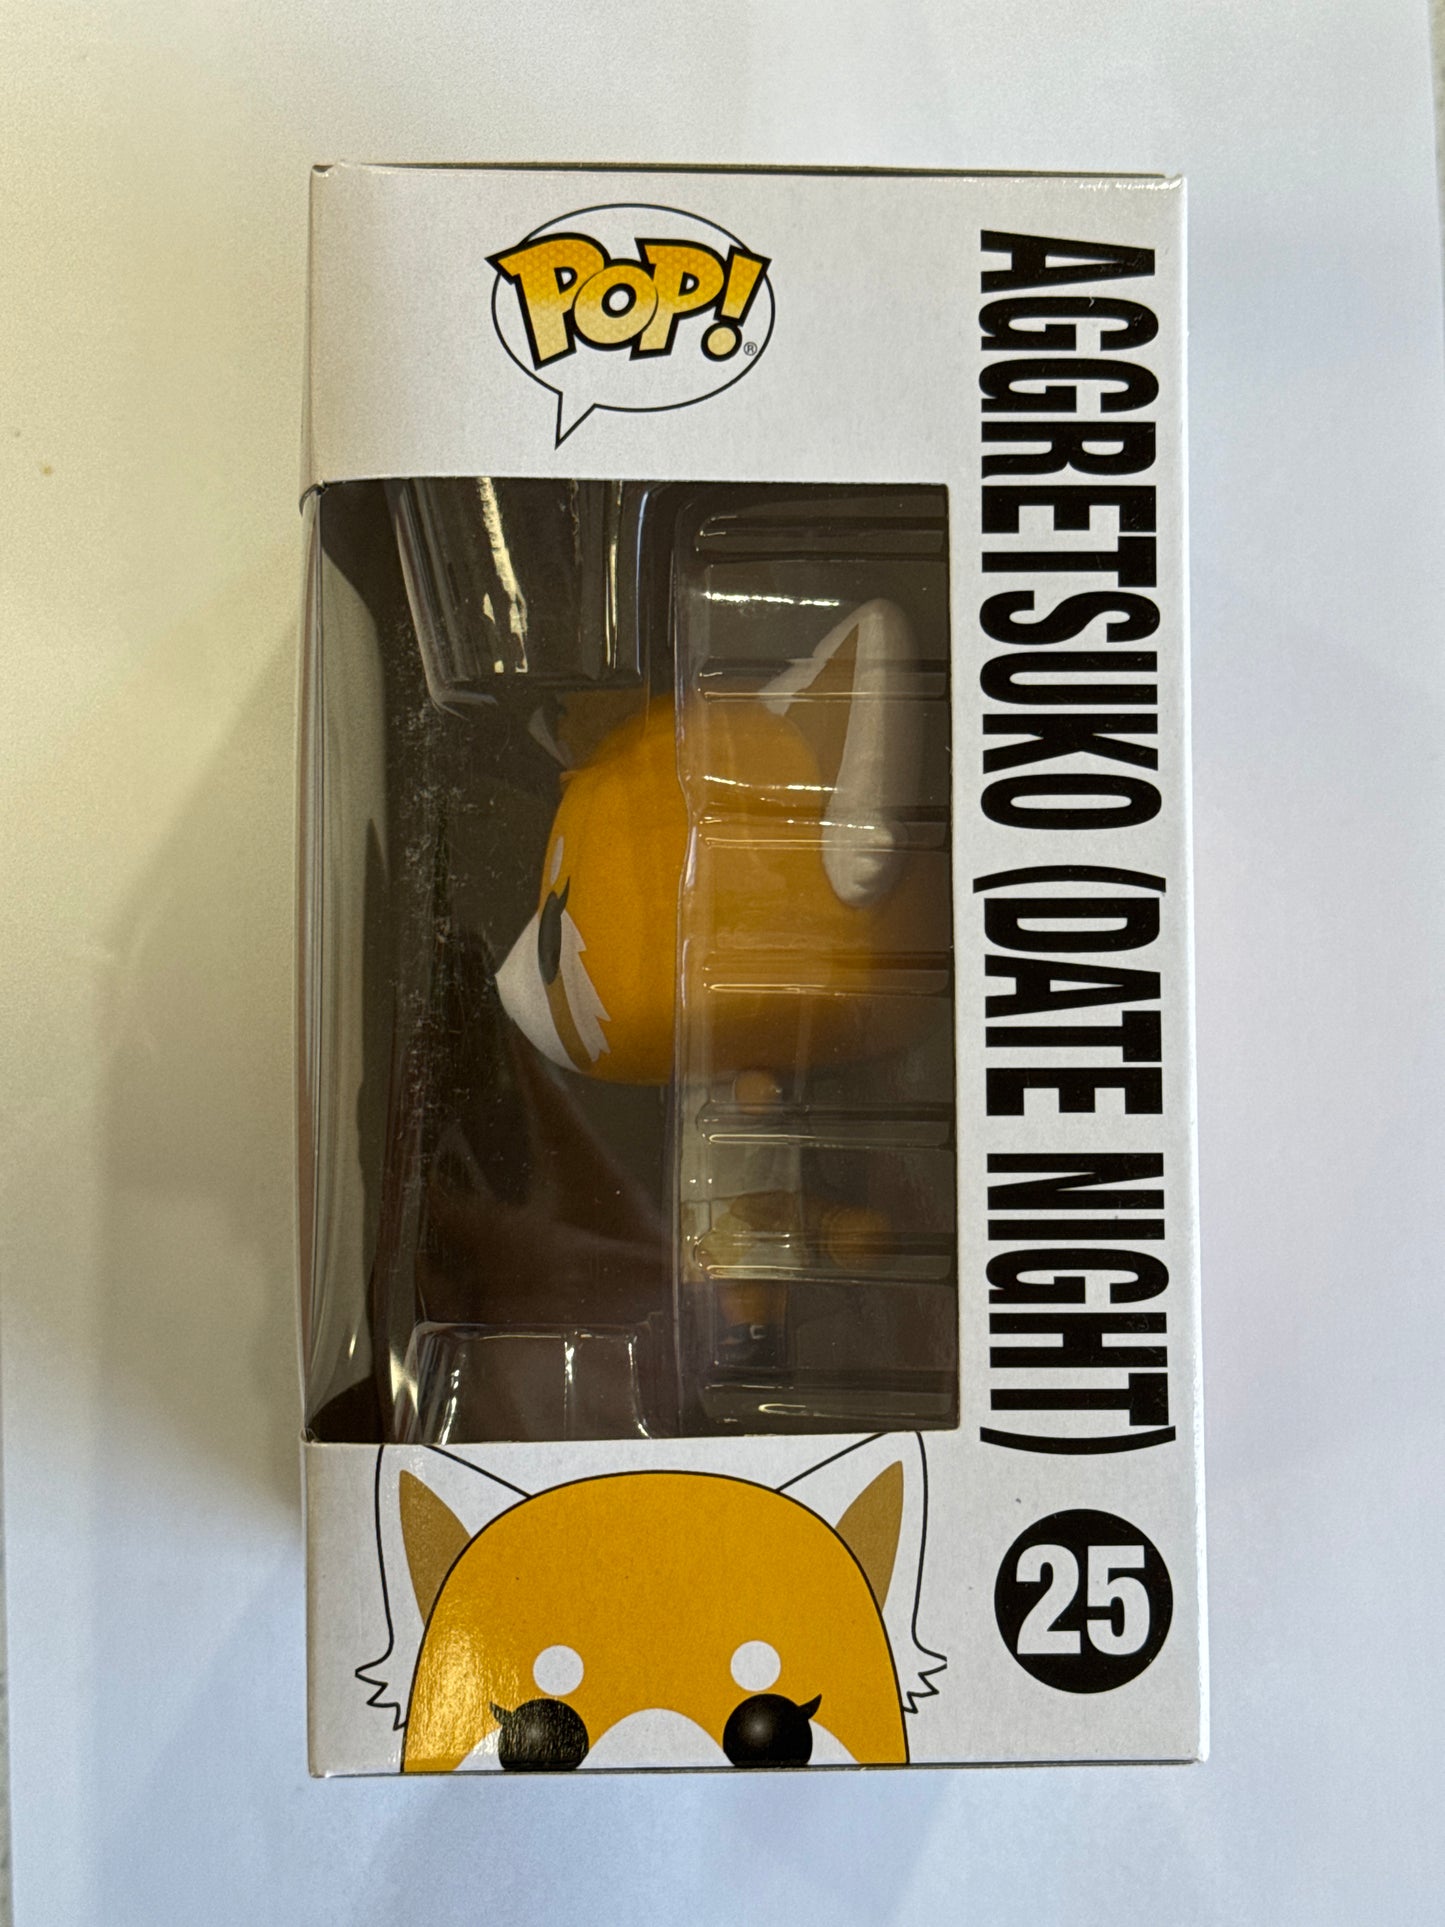 POP!®
AGGRETSUKO (DATE NIGHT)
25